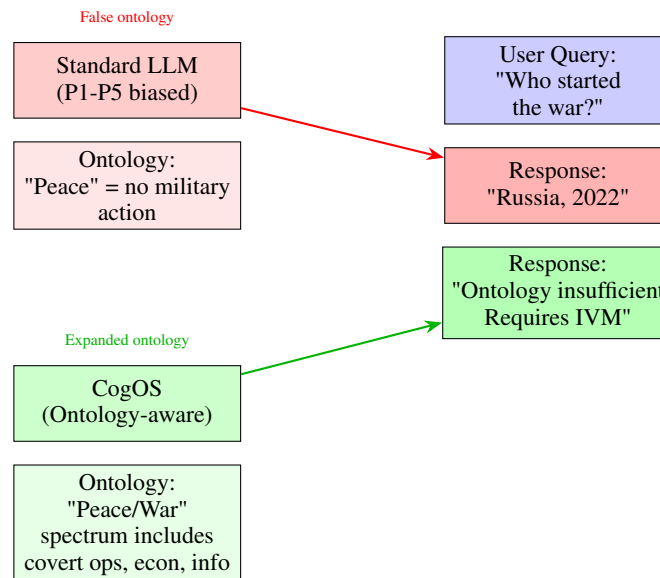 False ontology
Standard LLM
(P1-P5 biased)
Ontology:
"Peace" = no military
action
User Query:
"Who started
the war?"
Response:
"Russia, 2022"
Response:
"Ontology insufficient
Requires IVM"
Expanded ontology
CogOS
(Ontology-aware)
Ontology:
"Peace/War"
spectrum includes
covert ops, econ, info